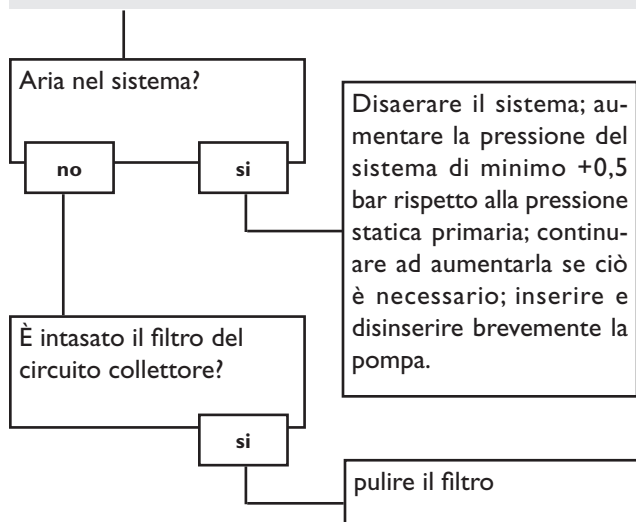 Aria nel sistema?
no
si
Disaerare il sistema; au-
mentare la pressione del
sistema di minimo +0,5
bar rispetto alla pressione
statica primaria; continu-
are ad aumentarla se ciò
è necessario; inserire e
disinserire brevemente la
pompa.
È intasato il filtro del
circuito collettore?
si
pulire il filtro